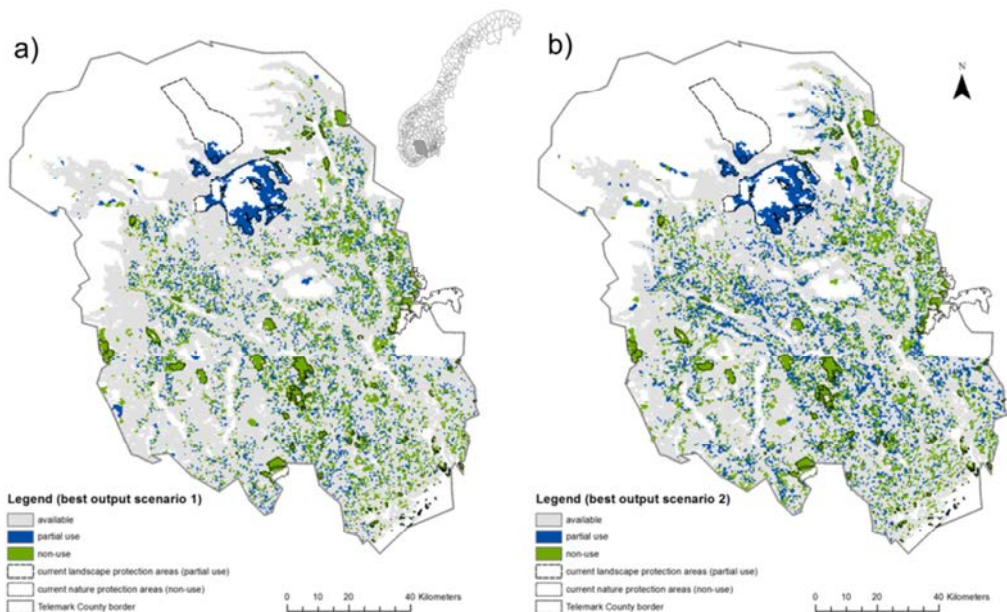 a)
b)
N
Legend (best output scenario 1)
available
partial use
non-use
current landscape protection areas (partial use)
current nature protection areas (non-use)
Telemark County border
0
10
20
40 Kilometers
Legend (best output scenario 2)
available
partial use
non-use
current landscape protection areas (partial use)
current nature protection areas (non-use)
Telemark County border
0
10
20
40 Kilometers